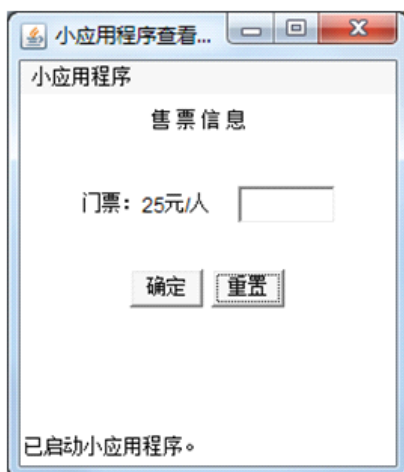 小应用程序查看...
小应用程序
售票信息
门票：25元/人
确定 重置
已启动小应用程序。